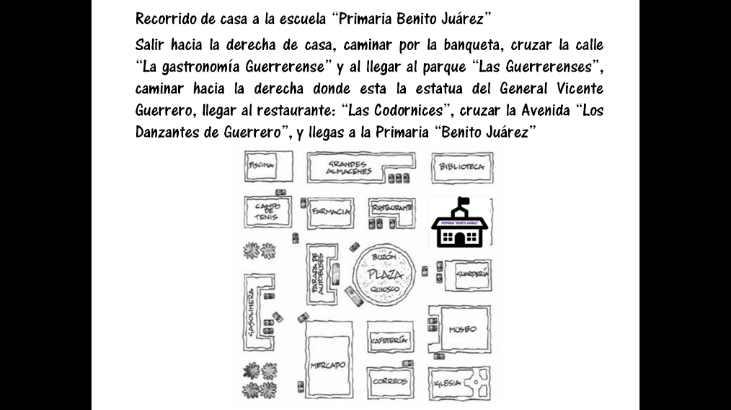 Recorrido de casa a la escuela “Primaria Benito Juárez”
Salir hacia la derecha de casa, caminar por la banqueta, cruzar la calle
“La gastronomía Guerrerense” y al llegar al parque “Las Guerrerenses”,
caminar hacia la derecha donde esta la estatua del General Vicente
Guerrero, llegar al restaurante: “Las Codornices”, cruzar la Avenida “Los
Danzantes de Guerrero”, y llegas a la Primaria “Benito Juárez”
PISCINA
GRANDES
ALMACENES
BIBLIOTECA
CAMPO
DE
TENIS
FARMACIA
RESTAURANTE
PARADA DE
AUTOBUSES
BUZÓN
PLAZA
QUIOSCO
GUARDERÍA
GASOLINERA
MUSEO
CAFETERÍA
MERCADO
CORREOS
IGLESIA